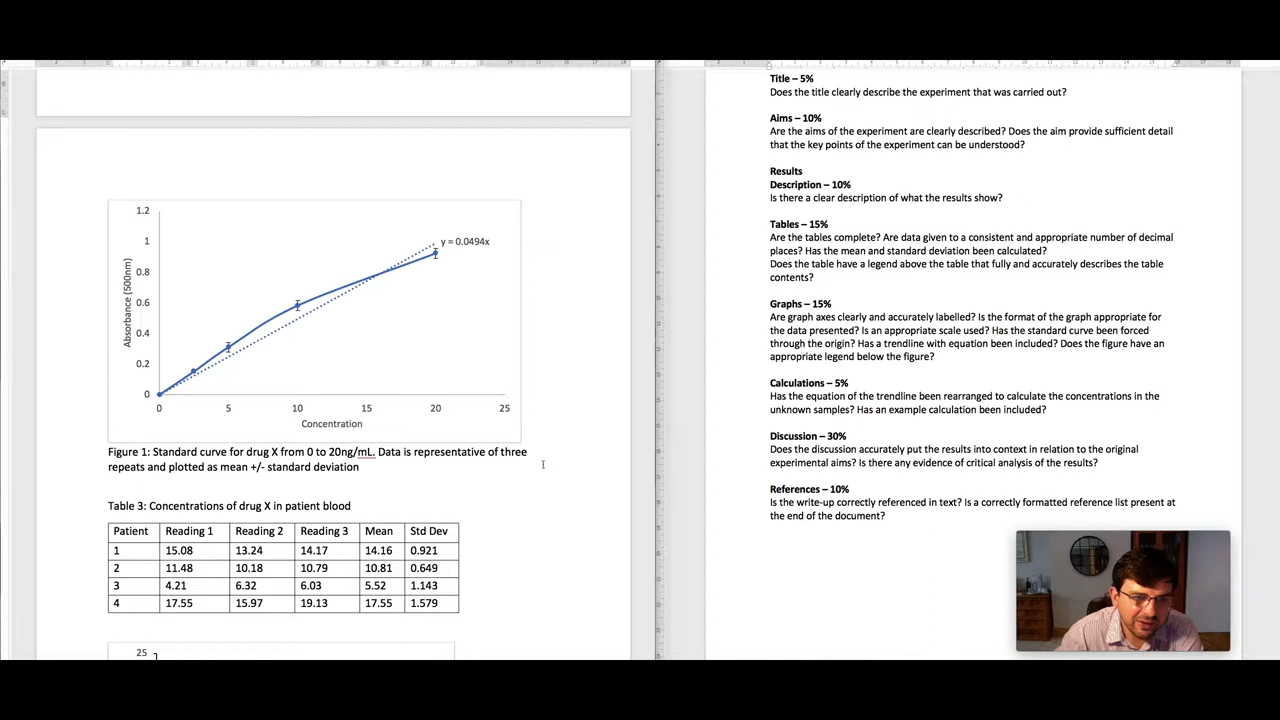 1.2
1
0.8
0.6
0.4
0.2
0
Absorbance (500nm)
y = 0.0494x
0 5 10 15 20 25
Concentration
Figure 1: Standard curve for drug X from 0 to 20ng/mL. Data is representative of three
repeats and plotted as mean +/- standard deviation
Table 3: Concentrations of drug X in patient blood
Patient Reading 1 Reading 2 Reading 3 Mean Std Dev
1 15.08 13.24 14.17 14.16 0.921
2 11.48 10.18 10.79 10.81 0.649
3 4.21 6.32 6.03 5.52 1.143
4 17.55 15.97 19.13 17.55 1.579
25
Title – 5%
Does the title clearly describe the experiment that was carried out?
Aims – 10%
Are the aims of the experiment are clearly described? Does the aim provide sufficient detail
that the key points of the experiment can be understood?
Results
Description – 10%
Is there a clear description of what the results show?
Tables – 15%
Are the tables complete? Are data given to a consistent and appropriate number of decimal
places? Has the mean and standard deviation been calculated?
Does the table have a legend above the table that fully and accurately describes the table
contents?
Graphs – 15%
Are graph axes clearly and accurately labelled? Is the format of the graph appropriate for
the data presented? Is an appropriate scale used? Has the standard curve been forced
through the origin? Has a trendline with equation been included? Does the figure have an
appropriate legend below the figure?
Calculations – 5%
Has the equation of the trendline been rearranged to calculate the concentrations in the
unknown samples? Has an example calculation been included?
Discussion – 30%
Does the discussion accurately put the results into context in relation to the original
experimental aims? Is there any evidence of critical analysis of the results?
References – 10%
Is the write-up correctly referenced in text? Is a correctly formatted reference list present at
the end of the document?